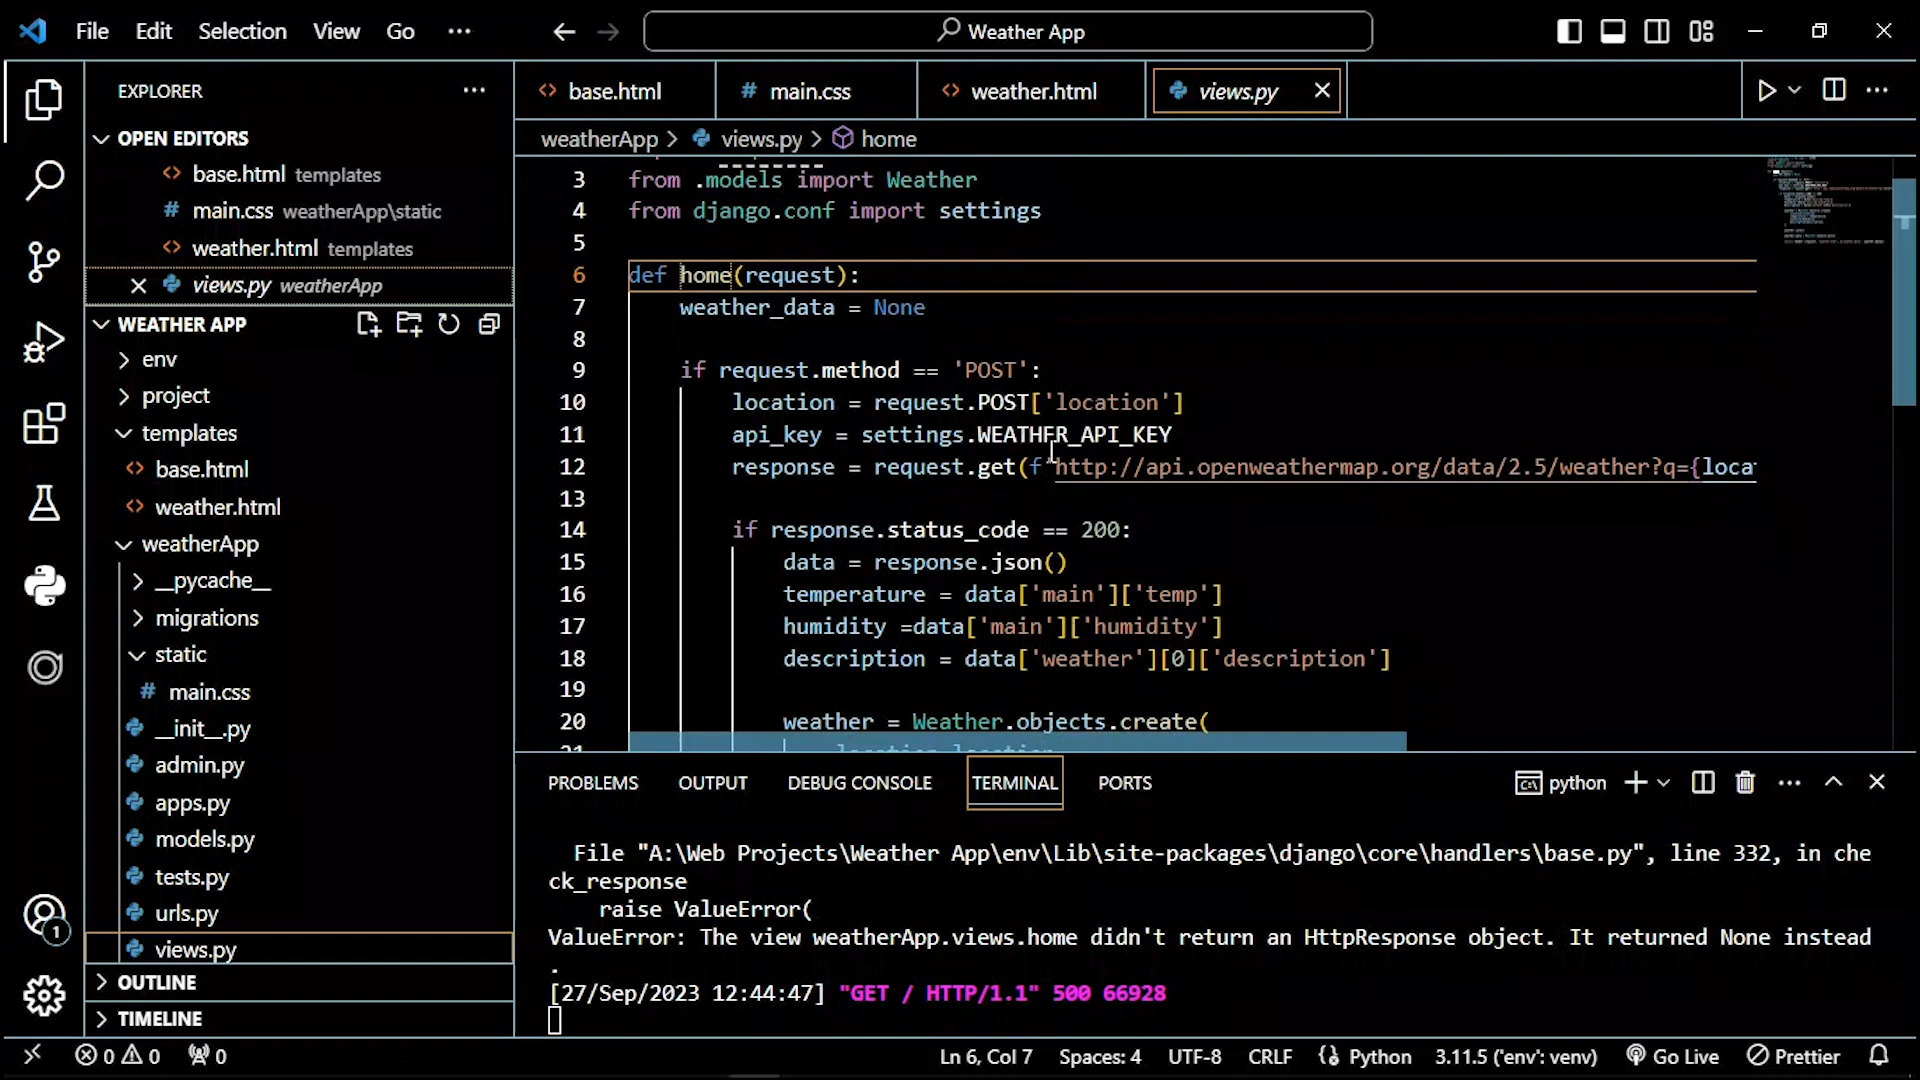 File Edit Selection View Go ··· Weather App
EXPLORER ···
OPEN EDITORS
base.html templates
main.css weatherApp\static
weather.html templates
views.py weatherApp
WEATHER APP
env
project
templates
base.html
weather.html
weatherApp
__pycache__
migrations
static
main.css
__init__.py
admin.py
apps.py
models.py
tests.py
urls.py
views.py
OUTLINE
TIMELINE
base.html # main.css weather.html views.py
weatherApp > views.py > home
3 from .models import Weather
4 from django.conf import settings
5
6 def home(request):
7 weather_data = None
8
9 if request.method == 'POST':
10 location = request.POST['location']
11 api_key = settings.WEATHER_API_KEY
12 response = request.get(f'http://api.openweathermap.org/data/2.5/weather?q={loca
13
14 if response.status_code == 200:
15 data = response.json()
16 temperature = data['main']['temp']
17 humidity =data['main']['humidity']
18 description = data['weather'][0]['description']
19
20 weather = Weather.objects.create(
PROBLEMS OUTPUT DEBUG CONSOLE TERMINAL PORTS python
File "A:\Web Projects\Weather App\env\Lib\site-packages\django\core\handlers\base.py", line 332, in che
ck_response
raise ValueError(
ValueError: The view weatherApp.views.home didn't return an HttpResponse object. It returned None instead
.
[27/Sep/2023 12:44:47] "GET / HTTP/1.1" 500 66928
1
0 0 0 Ln 6, Col 7 Spaces: 4 UTF-8 CRLF Python 3.11.5 ('env': venv) Go Live Prettier